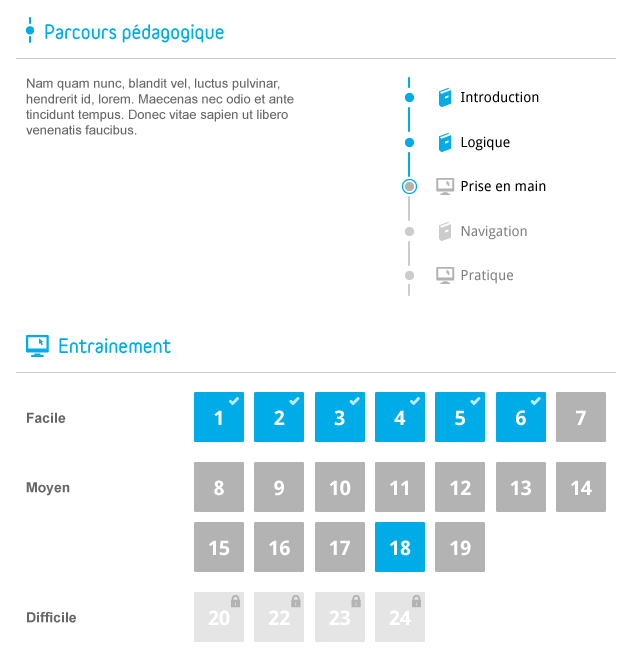 Parcours pédagogique
Nam quam nunc, blandit vel, luctus pulvinar,
hendrerit id, lorem. Maecenas nec odio et ante
tincidunt tempus. Donec vitae sapien ut libero
venenatis faucibus.
Introduction
Logique
Prise en main
Navigation
Pratique
Entrainement
Facile
1 2 3 4 5 6 7
Moyen
8 9 10 11 12 13 14
15 16 17 18 19
Difficile
20 22 23 24